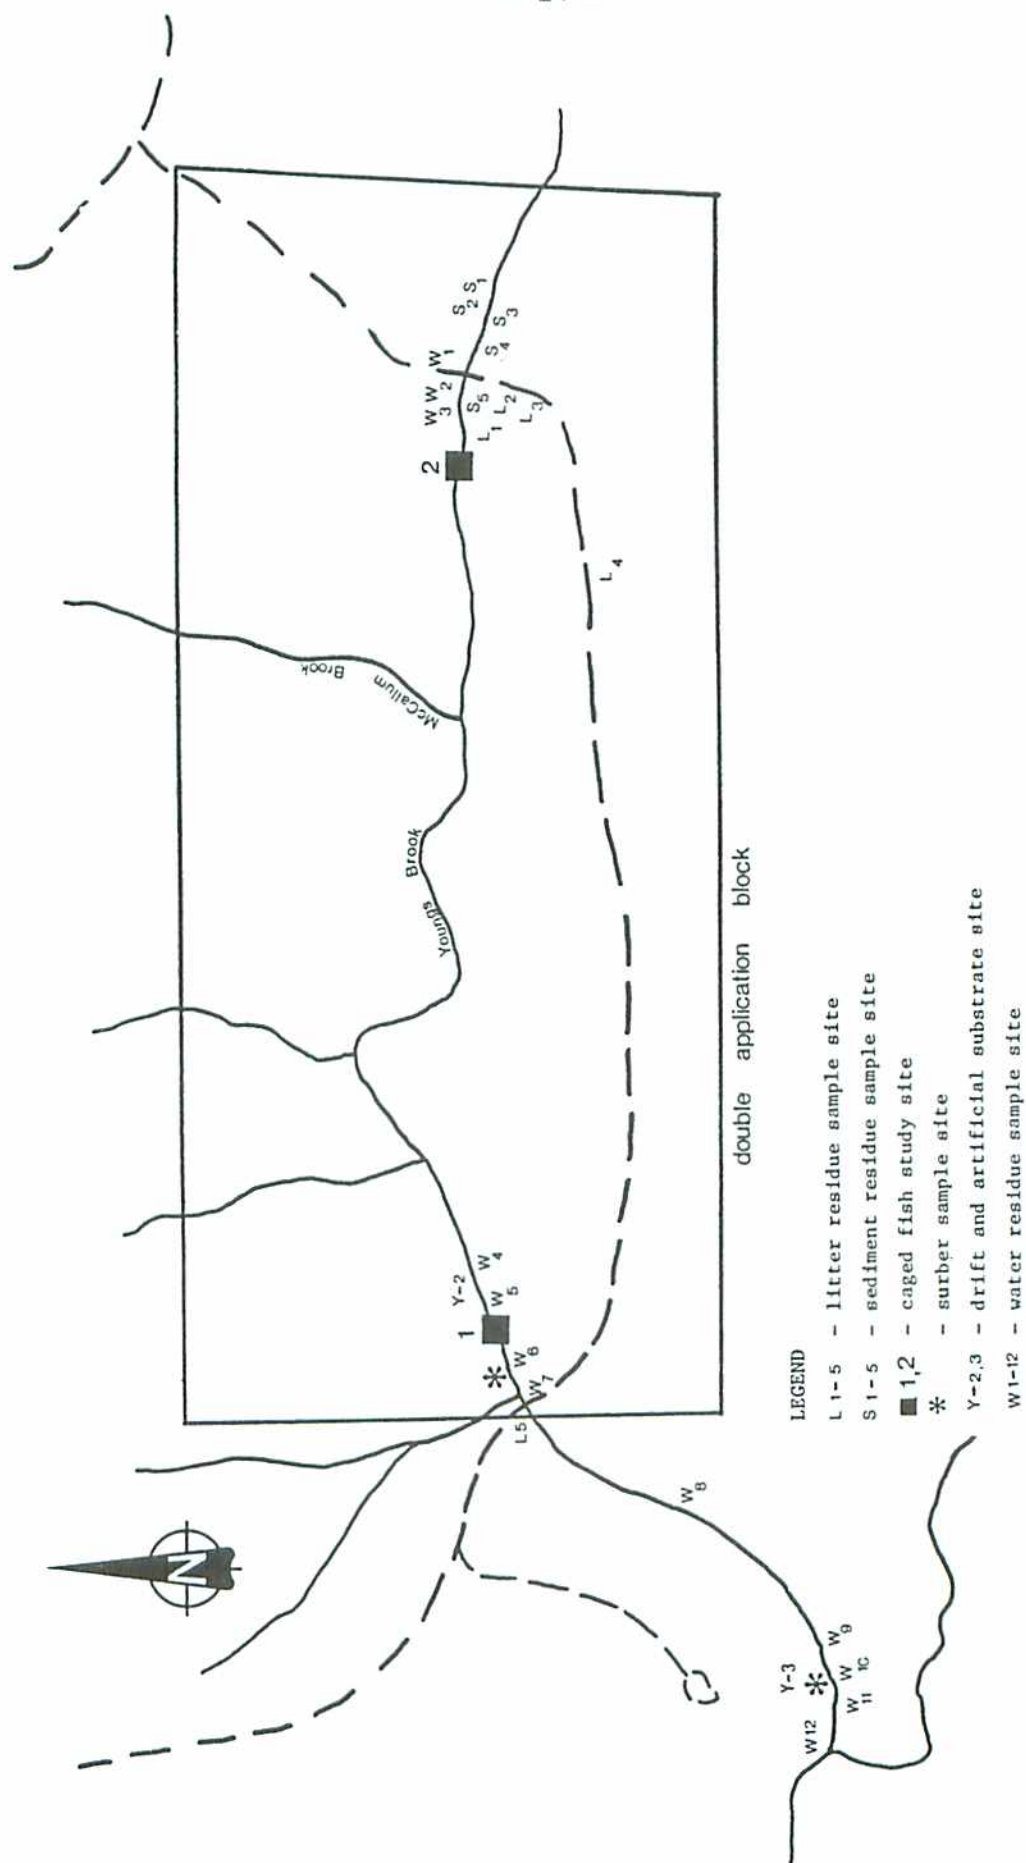 N
McCallum Brook
Youngs Brook
2
W1
W2
W3
S1
S2
S3
S4
S5
L1
L2
L3
L4
1
Y-2
W4
W5
*
W6
W7
L5
W8
W9
W10
W11
W12
Y-3
*
double application block
LEGEND
L 1-5 - litter residue sample site
S 1-5 - sediment residue sample site
■ 1,2 - caged fish study site
* - surber sample site
Y-2,3 - drift and artificial substrate site
W 1-12 - water residue sample site